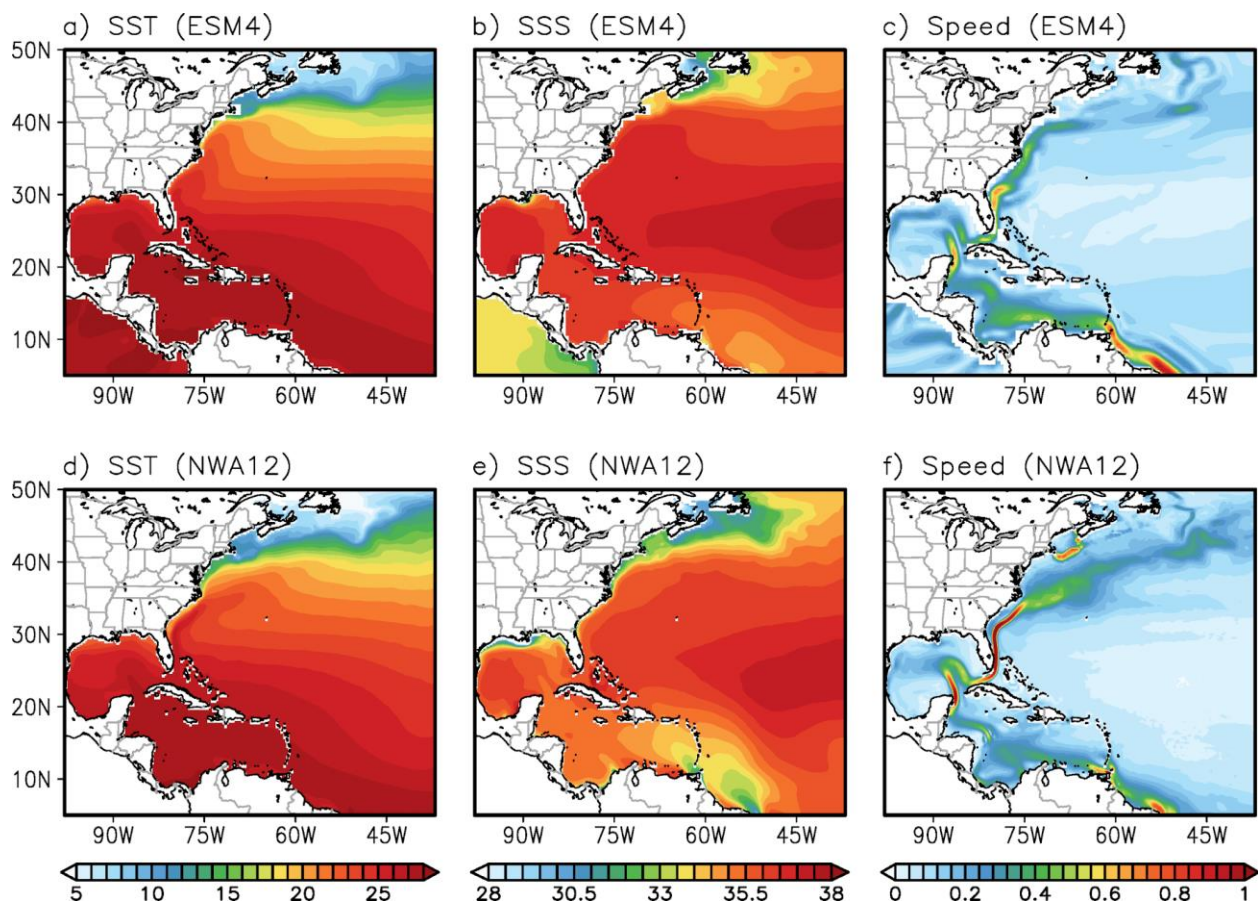 a) SST (ESM4)
b) SSS (ESM4)
c) Speed (ESM4)
50N
40N
30N
20N
10N
90W 75W 60W 45W
90W 75W 60W 45W
90W 75W 60W 45W
d) SST (NWA12)
e) SSS (NWA12)
f) Speed (NWA12)
50N
40N
30N
20N
10N
90W 75W 60W 45W
90W 75W 60W 45W
90W 75W 60W 45W
5 10 15 20 25
28 30.5 33 35.5 38
0 0.2 0.4 0.6 0.8 1